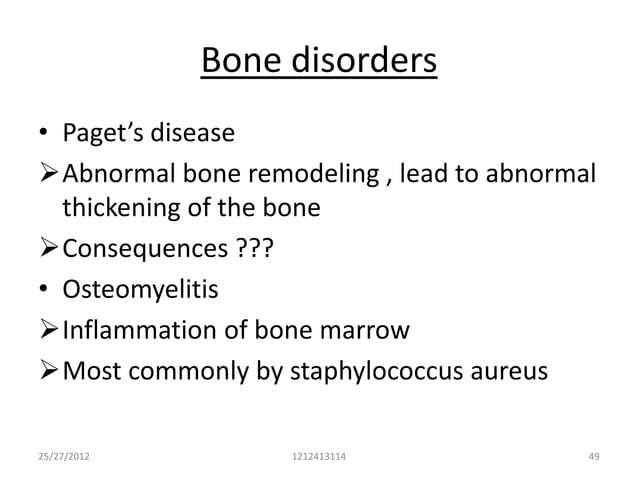 Bone disorders
• Paget’s disease
➢Abnormal bone remodeling , lead to abnormal
thickening of the bone
➢Consequences ???
• Osteomyelitis
➢Inflammation of bone marrow
➢Most commonly by staphylococcus aureus
25/27/2012 1212413114 49